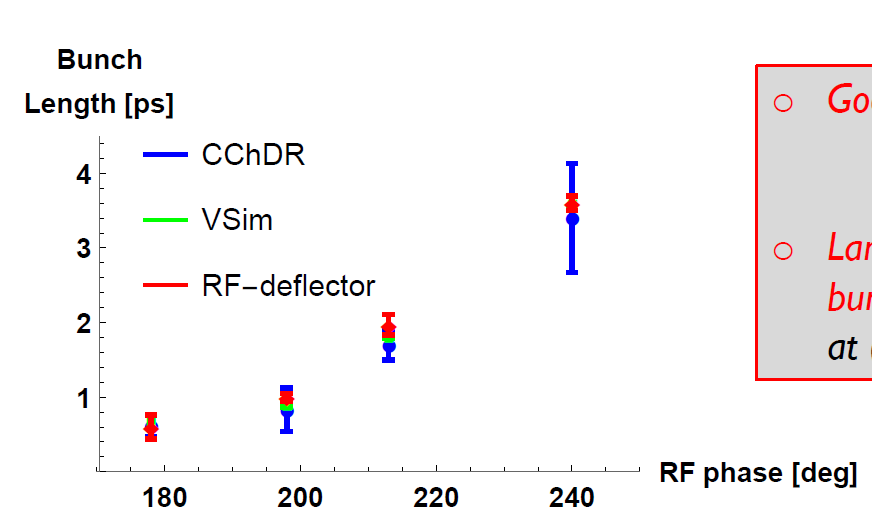 Bunch
Length [ps]
4
3
2
1
CChDR
VSim
RF–deflector
180 200 220 240
RF phase [deg]
at